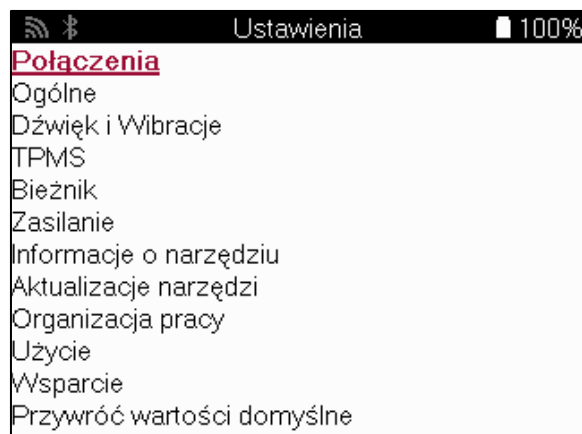 Ustawienia 100%
Połączenia
Ogólne
Dźwięk i Wibracje
TPMS
Bieżnik
Zasilanie
Informacje o narzędziu
Aktualizacje narzędzi
Organizacja pracy
Użycie
Wsparcie
Przywróć wartości domyślne